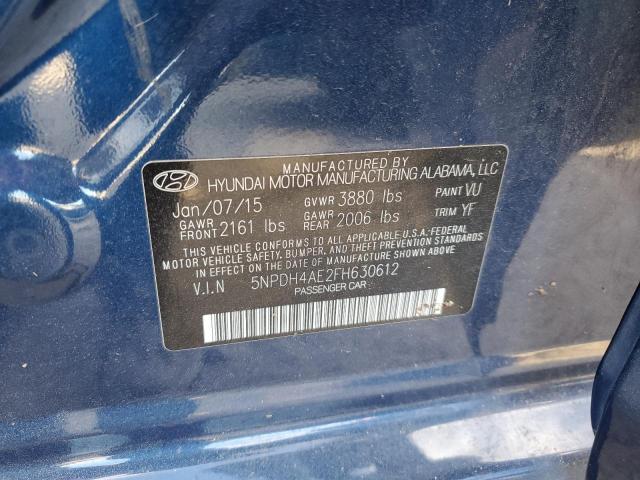 MANUFACTURED BY
HYUNDAI MOTOR MANUFACTURING ALABAMA, LLC
Jan/07/15 GVWR 3880 lbs PAINT VU
GAWR FRONT 2161 lbs GAWR REAR 2006 lbs TRIM YF
THIS VEHICLE CONFORMS TO ALL APPLICABLE U.S.A. FEDERAL
MOTOR VEHICLE SAFETY, BUMPER, AND THEFT PREVENTION STANDARDS
IN EFFECT ON THE DATE OF MANUFACTURE SHOWN ABOVE
V.I.N 5NPDH4AE2FH630612
PASSENGER CAR